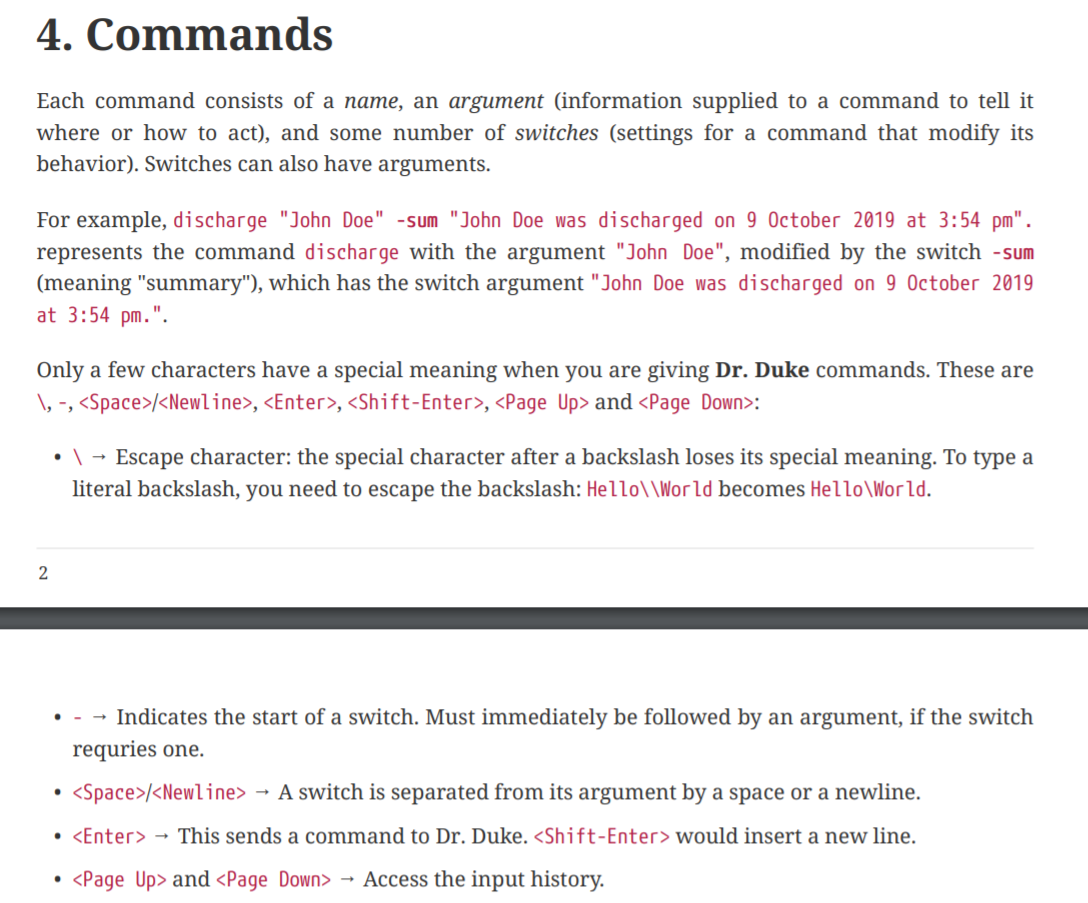 4. Commands
Each command consists of a name, an argument (information supplied to a command to tell it
where or how to act), and some number of switches (settings for a command that modify its
behavior). Switches can also have arguments.
For example, discharge "John Doe" -sum "John Doe was discharged on 9 October 2019 at 3:54 pm".
represents the command discharge with the argument "John Doe", modified by the switch -sum
(meaning "summary"), which has the switch argument "John Doe was discharged on 9 October 2019
at 3:54 pm.".
Only a few characters have a special meaning when you are giving Dr. Duke commands. These are
\, -, <Space>/<Newline>, <Enter>, <Shift-Enter>, <Page Up> and <Page Down>:
• \ → Escape character: the special character after a backslash loses its special meaning. To type a
literal backslash, you need to escape the backslash: Hello\\World becomes Hello\World.
2
• - → Indicates the start of a switch. Must immediately be followed by an argument, if the switch
requries one.
• <Space>/<Newline> → A switch is separated from its argument by a space or a newline.
• <Enter> → This sends a command to Dr. Duke. <Shift-Enter> would insert a new line.
• <Page Up> and <Page Down> → Access the input history.